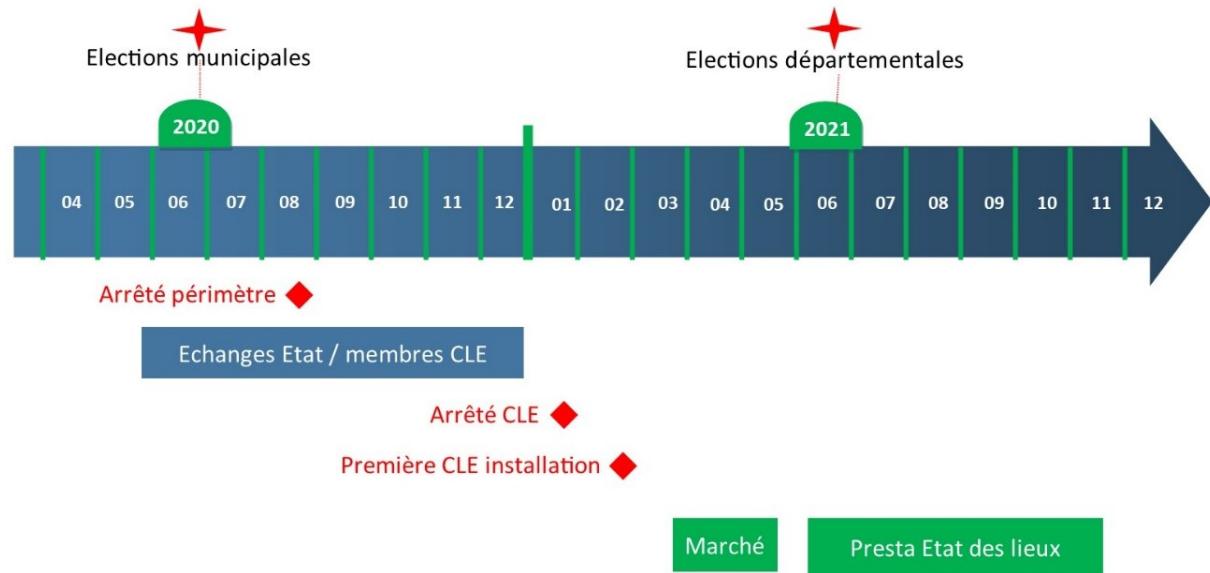 Elections municipales
Elections départementales
2020
2021
04 05 06 07 08 09 10 11 12 01 02 03 04 05 06 07 08 09 10 11 12
Arrêté périmètre
Echanges Etat / membres CLE
Arrêté CLE
Première CLE installation
Marché
Presta Etat des lieux